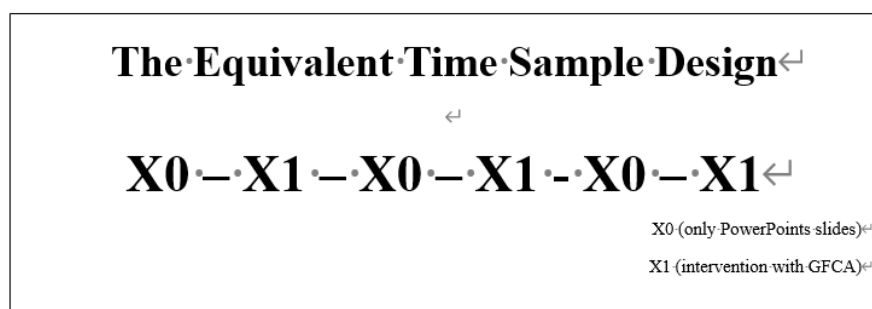 The Equivalent Time Sample Design
X0 – X1 – X0 – X1 - X0 – X1
X0 (only PowerPoints slides)
X1 (intervention with GFCA)